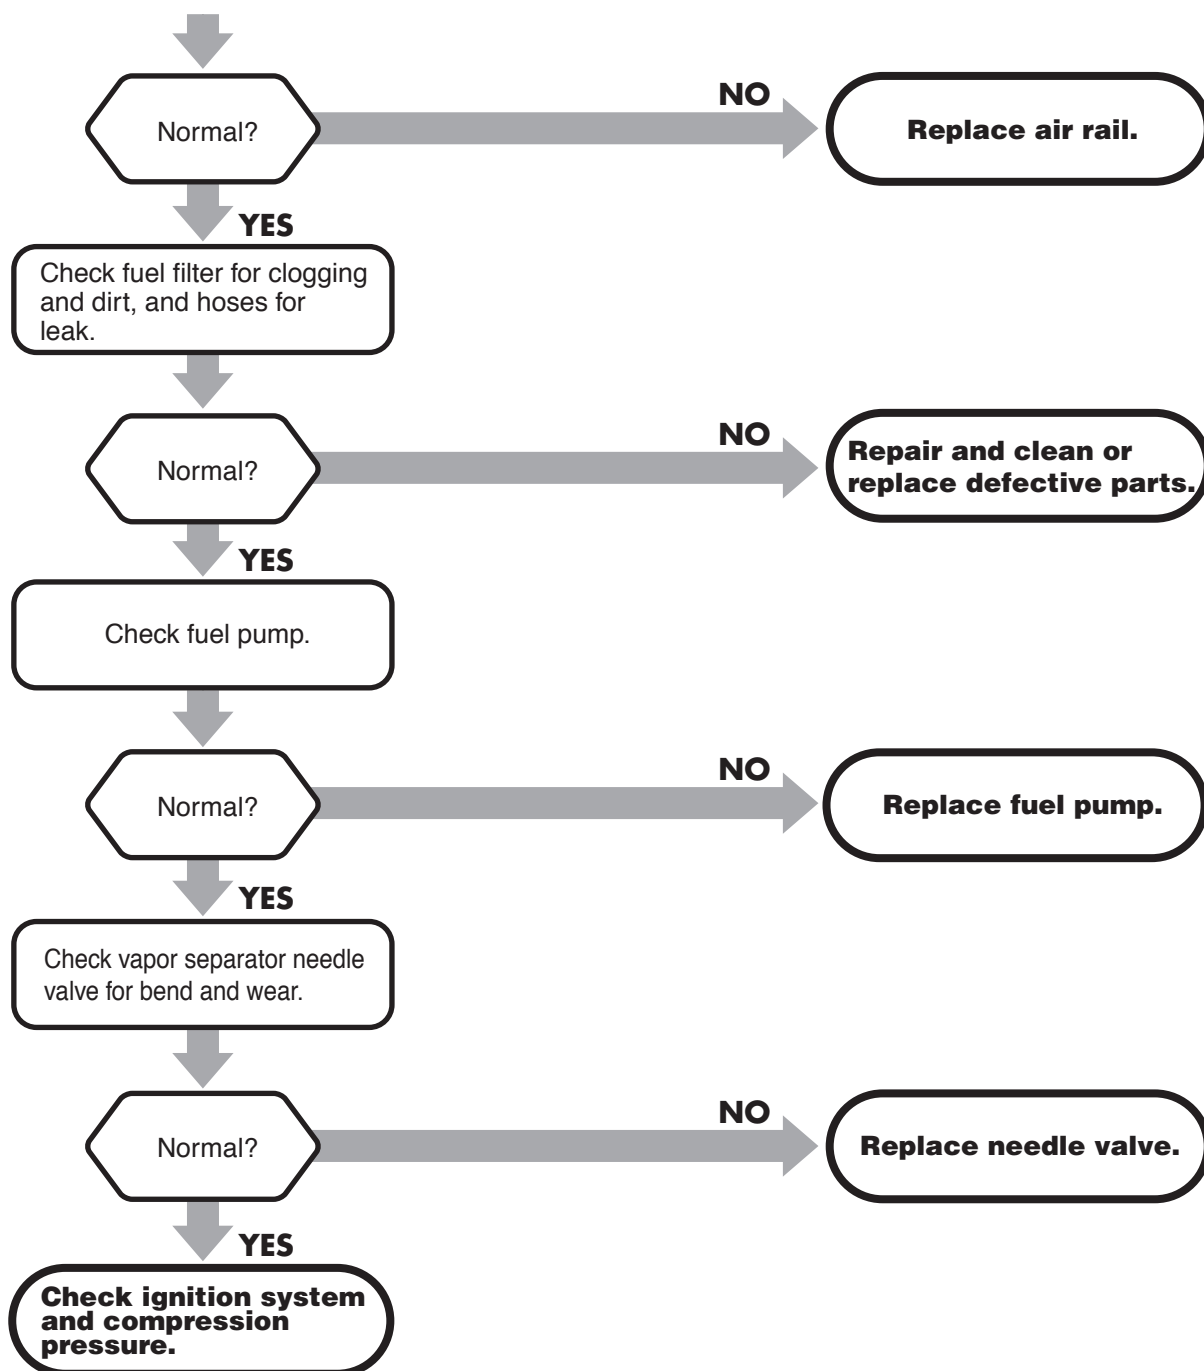 NO
Normal?
Replace air rail.
YES
Check fuel filter for clogging
and dirt, and hoses for
leak.
NO
Normal?
Repair and clean or
replace defective parts.
YES
Check fuel pump.
NO
Normal?
Replace fuel pump.
YES
Check vapor separator needle
valve for bend and wear.
NO
Normal?
Replace needle valve.
YES
Check ignition system
and compression
pressure.